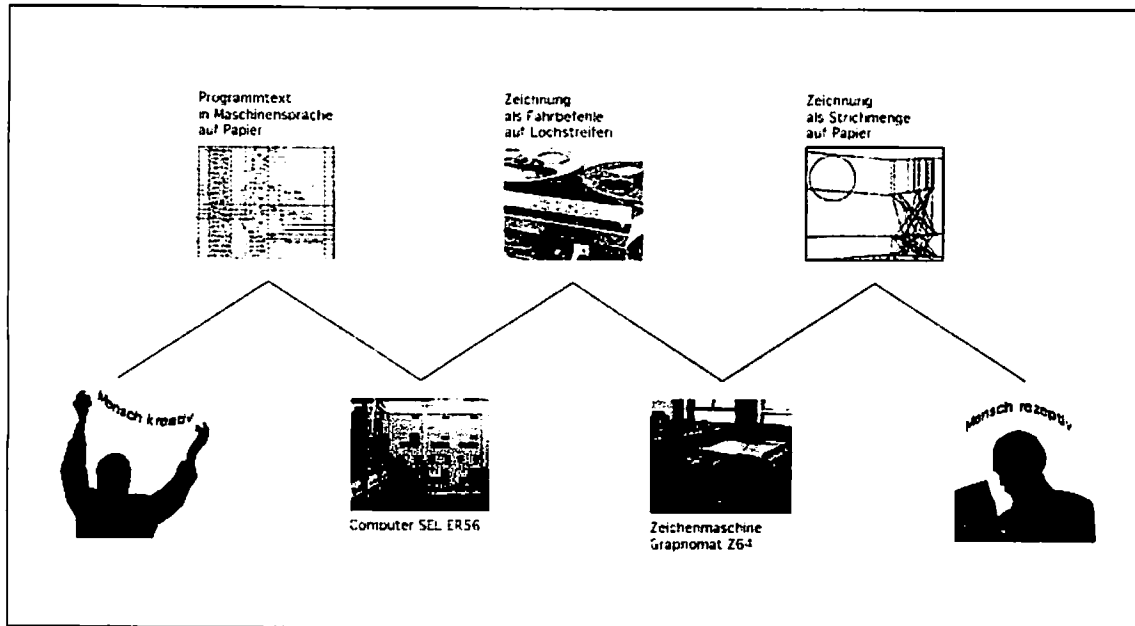 Programmtext
in Maschinensprache
auf Papier
Zeichnung
als Fahrbefehle
auf Lochstreifen
Zeichnung
als Strichmenge
auf Papier
Mensch kreativ
Computer SEL ER56
Zeichenmaschine
Graphomat Z64
Mensch rezeptiv